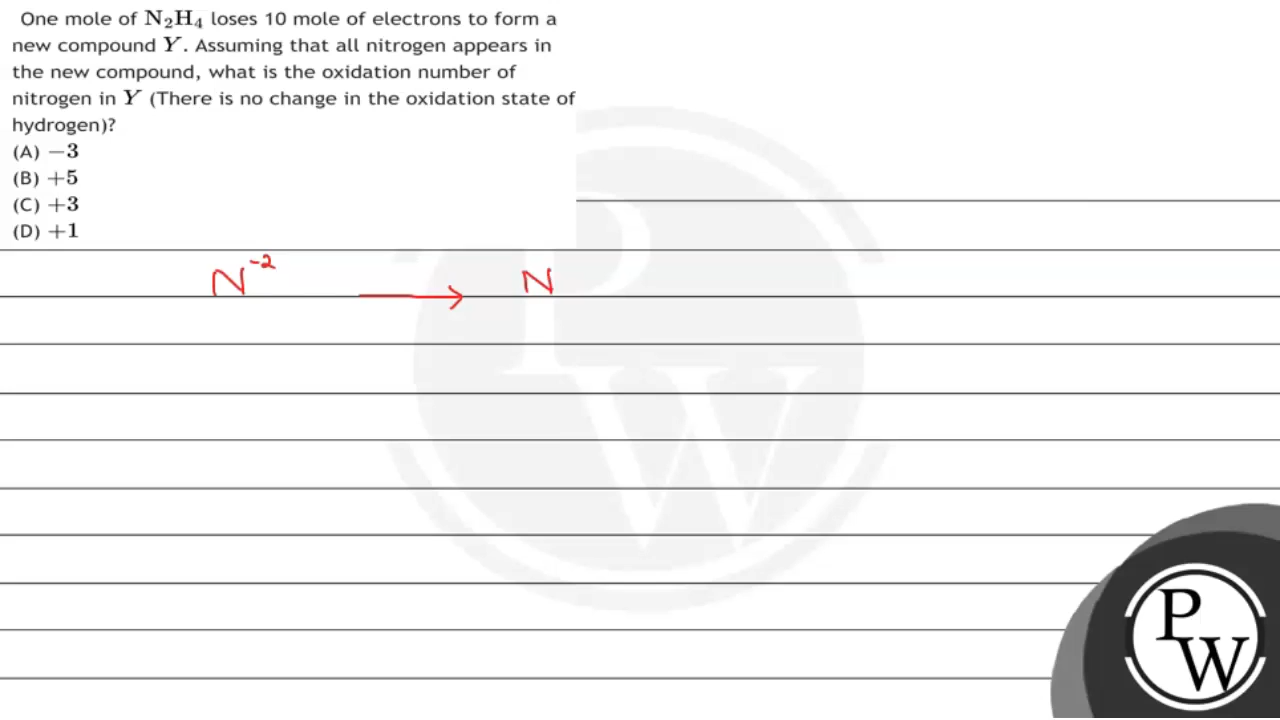 One mole of N₂H₄ loses 10 mole of electrons to form a
new compound Y. Assuming that all nitrogen appears in
the new compound, what is the oxidation number of
nitrogen in Y (There is no change in the oxidation state of
hydrogen)?
(A) −3
(B) +5
(C) +3
(D) +1
N⁻² → N
P
W
P
W